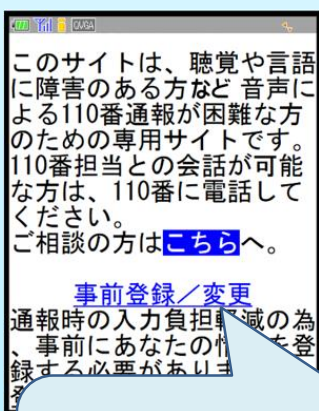 QVGA
このサイトは、聴覚や言語
に障害のある方など 音声に
よる110番通報が困難な方
のための専用サイトです。
110番担当との会話が可能
な方は、110番に電話して
ください。
ご相談の方はこちらへ。
事前登録／変更
通報時の入力負担軽減の為
、事前にあなたの情 を登
録する必要がありま